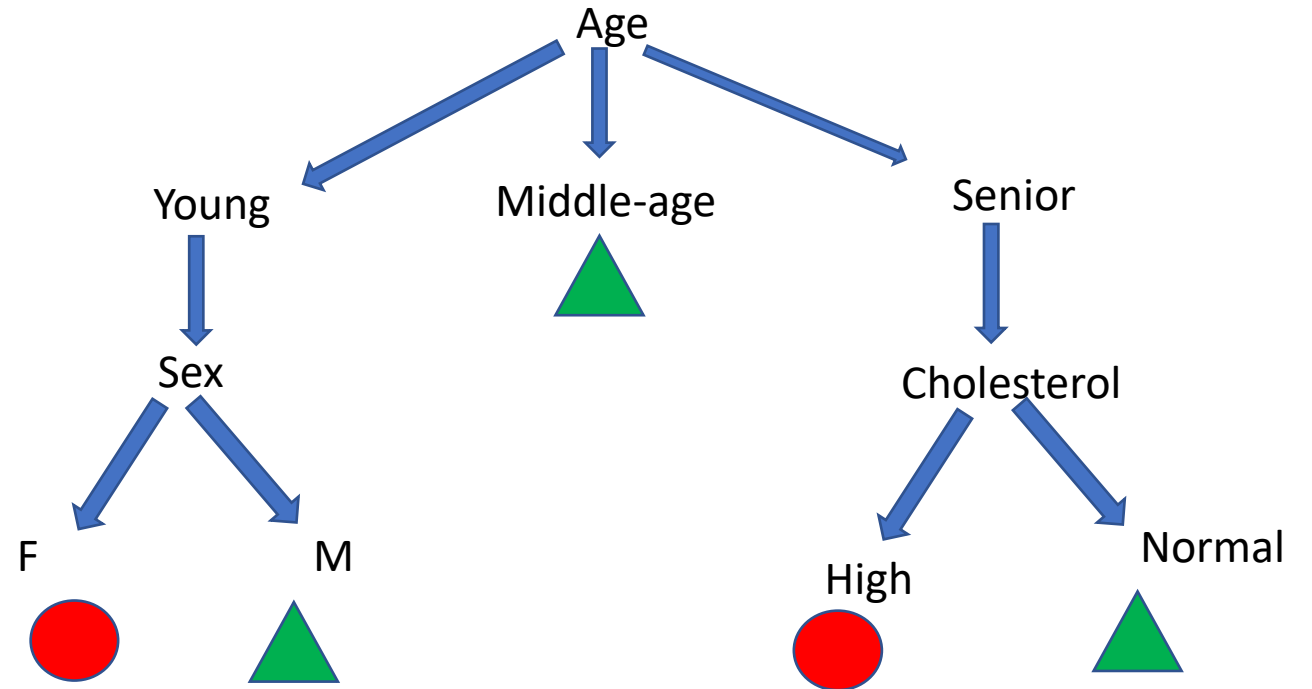 Age
Young
Middle-age
Senior
Sex
Cholesterol
F
M
High
Normal